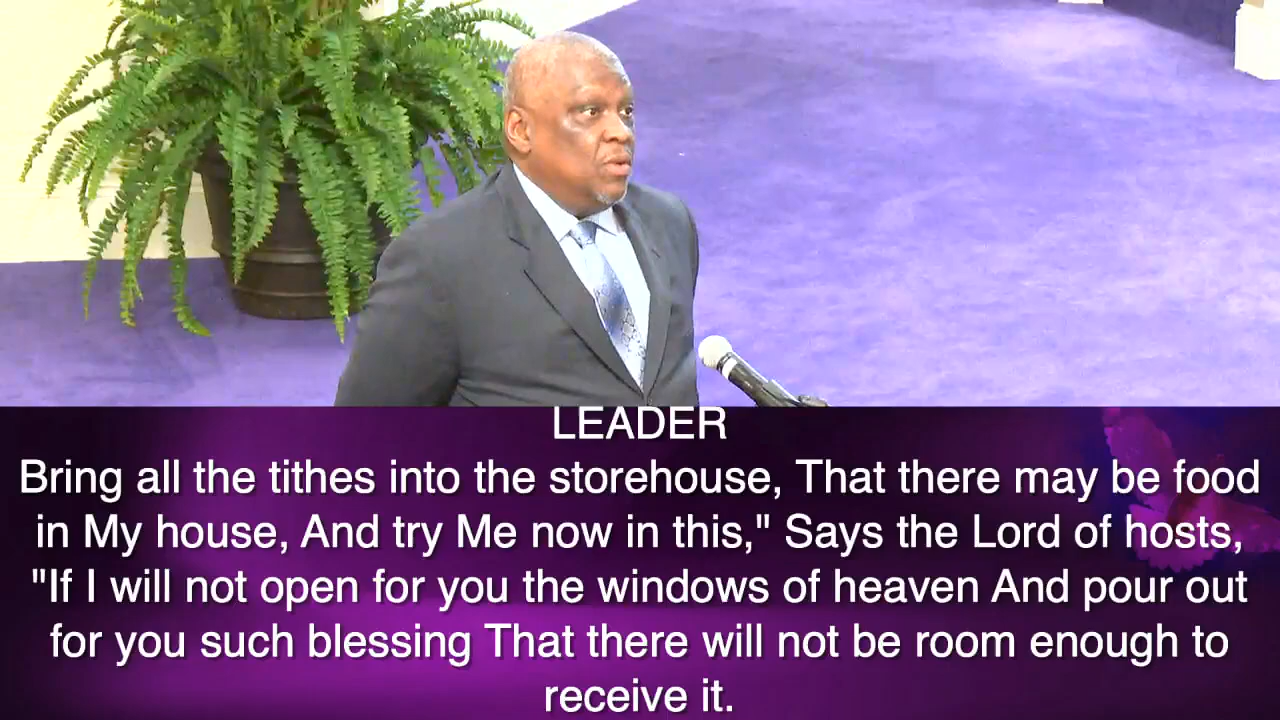 LEADER
Bring all the tithes into the storehouse, That there may be food
in My house, And try Me now in this," Says the Lord of hosts,
"If I will not open for you the windows of heaven And pour out
for you such blessing That there will not be room enough to
receive it.